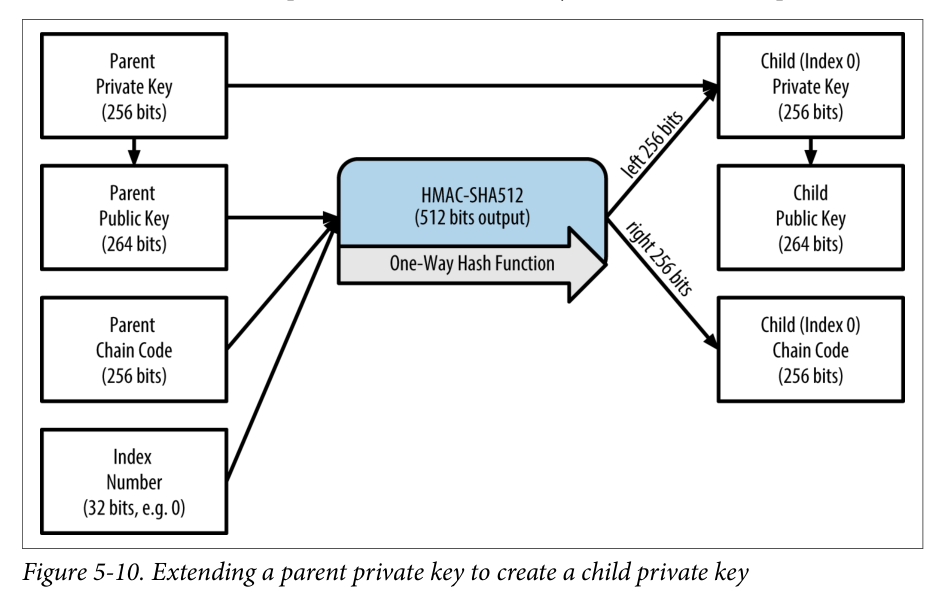 Parent
Private Key
(256 bits)
Parent
Public Key
(264 bits)
Parent
Chain Code
(256 bits)
Index
Number
(32 bits, e.g. 0)
HMAC-SHA512
(512 bits output)
One-Way Hash Function
left 256 bits
right 256 bits
Child (Index 0)
Private Key
(256 bits)
Child
Public Key
(264 bits)
Child (Index 0)
Chain Code
(256 bits)
Figure 5-10. Extending a parent private key to create a child private key